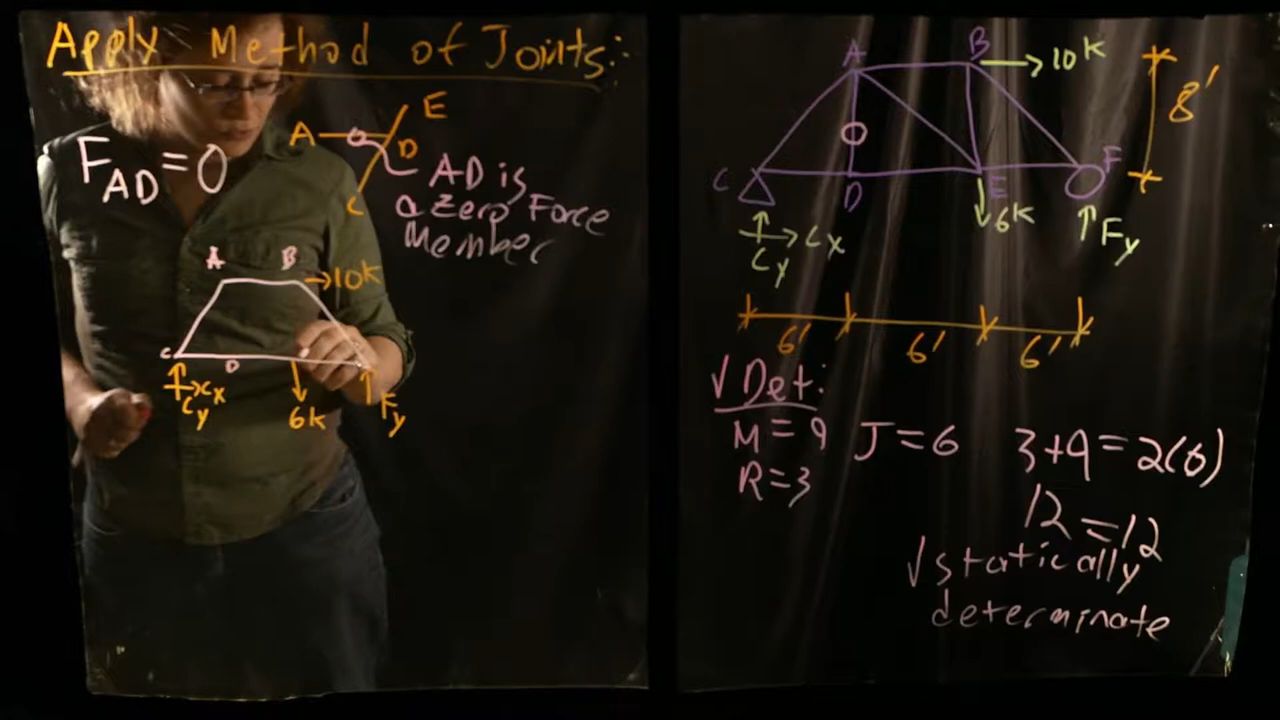 Apply Method of Joints:
E
A
D
F_AD = 0
C
AD is
a zero Force
Member
A B
→10k
C
D
Cx
Cy
6k
Fy
A B
→10k
8'
O
C
D
E
F
Cx
Cy
6k
Fy
6' 6' 6'
√ Det:
M=9 J=6 3+9=2(6)
R=3
12=12
√ statically
determinate